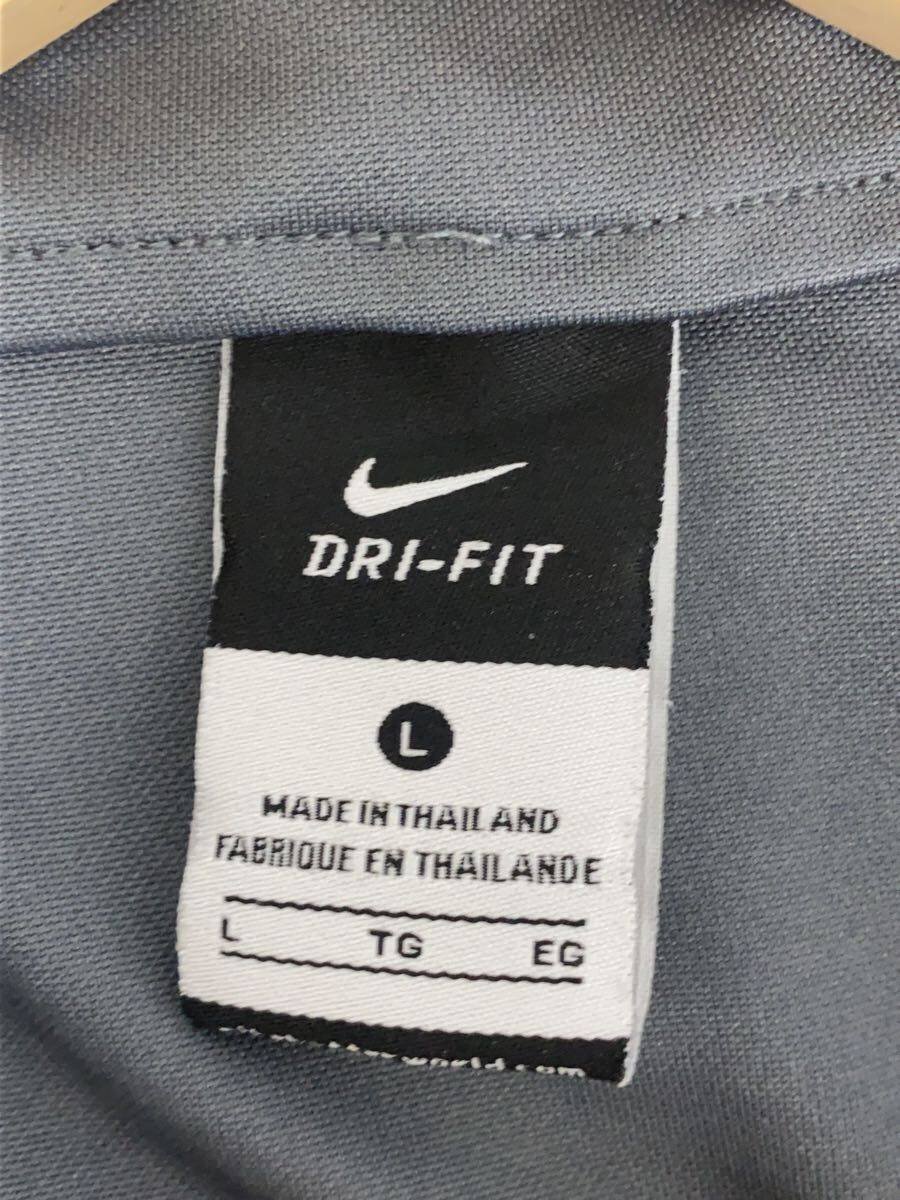 DRI-FIT
L
MADE IN THAILAND
FABRIQUE EN THAILANDE
L TG EG